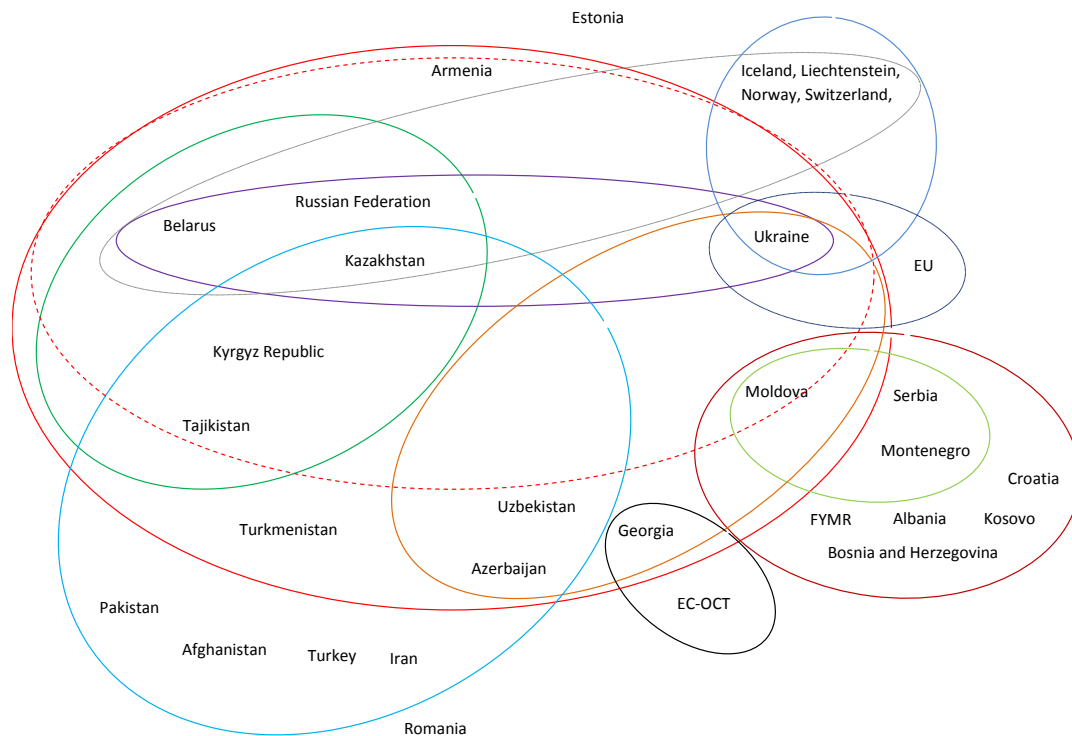 Estonia
Armenia
Iceland, Liechtenstein,
Norway, Switzerland,
Russian Federation
Belarus
Ukraine
Kazakhstan
EU
Kyrgyz Republic
Moldova
Serbia
Tajikistan
Montenegro
Croatia
Uzbekistan
Turkmenistan
Georgia
FYMR
Albania
Kosovo
Bosnia and Herzegovina
Azerbaijan
Pakistan
EC-OCT
Afghanistan
Turkey
Iran
Romania